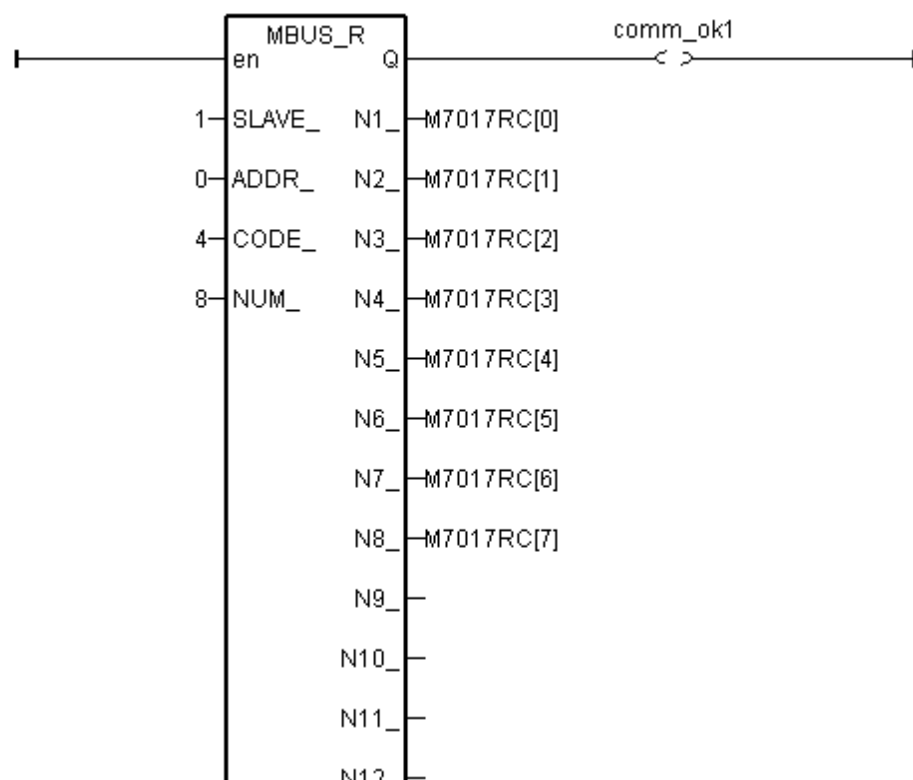 MBUS_R comm_ok1
en Q
1 SLAVE_ N1_ M7017RC[0]
0 ADDR_ N2_ M7017RC[1]
4 CODE_ N3_ M7017RC[2]
8 NUM_ N4_ M7017RC[3]
N5_ M7017RC[4]
N6_ M7017RC[5]
N7_ M7017RC[6]
N8_ M7017RC[7]
N9_
N10_
N11_
N12_